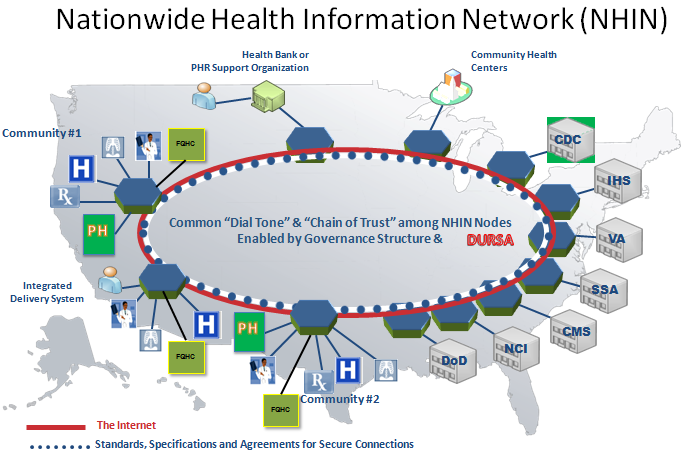 Nationwide Health Information Network (NHIN)
Health Bank or
PHR Support Organization
Community Health
Centers
Community #1
FQHC
CDC
H
IHS
Rx
PH
Common “Dial Tone” & “Chain of Trust” among NHIN Nodes
Enabled by Governance Structure & DURSA
VA
Integrated
Delivery System
SSA
H
PH
CMS
FQHC
NCI
DoD
H
Rx
Community #2
FQHC
The Internet
Standards, Specifications and Agreements for Secure Connections